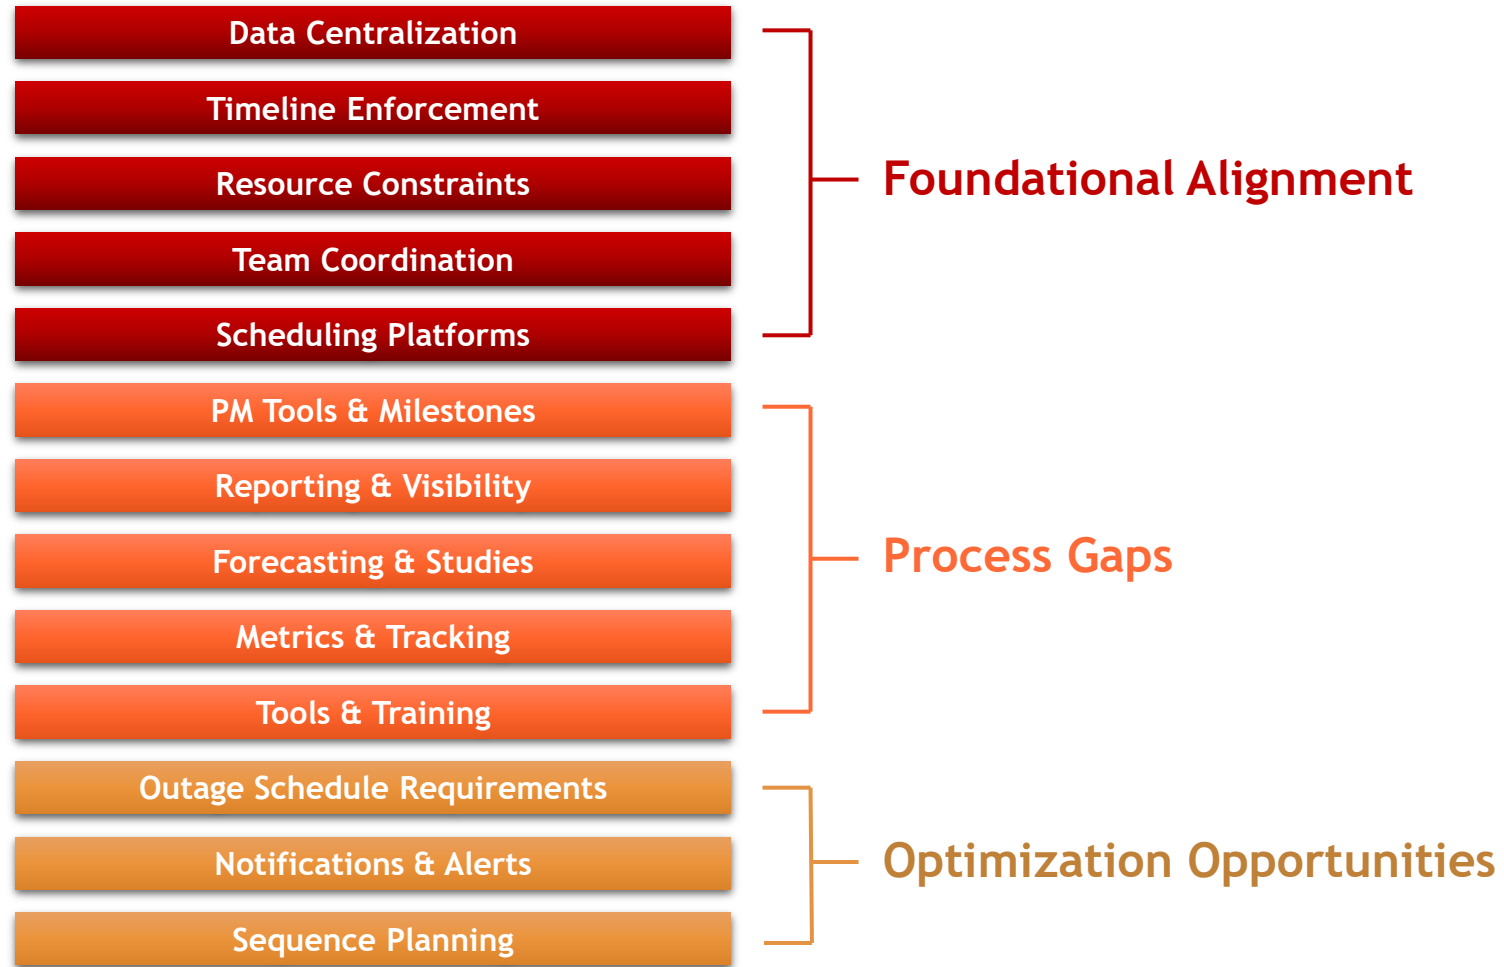 Data Centralization
Timeline Enforcement
Resource Constraints
Team Coordination
Scheduling Platforms
Foundational Alignment
PM Tools & Milestones
Reporting & Visibility
Forecasting & Studies
Metrics & Tracking
Tools & Training
Process Gaps
Outage Schedule Requirements
Notifications & Alerts
Sequence Planning
Optimization Opportunities